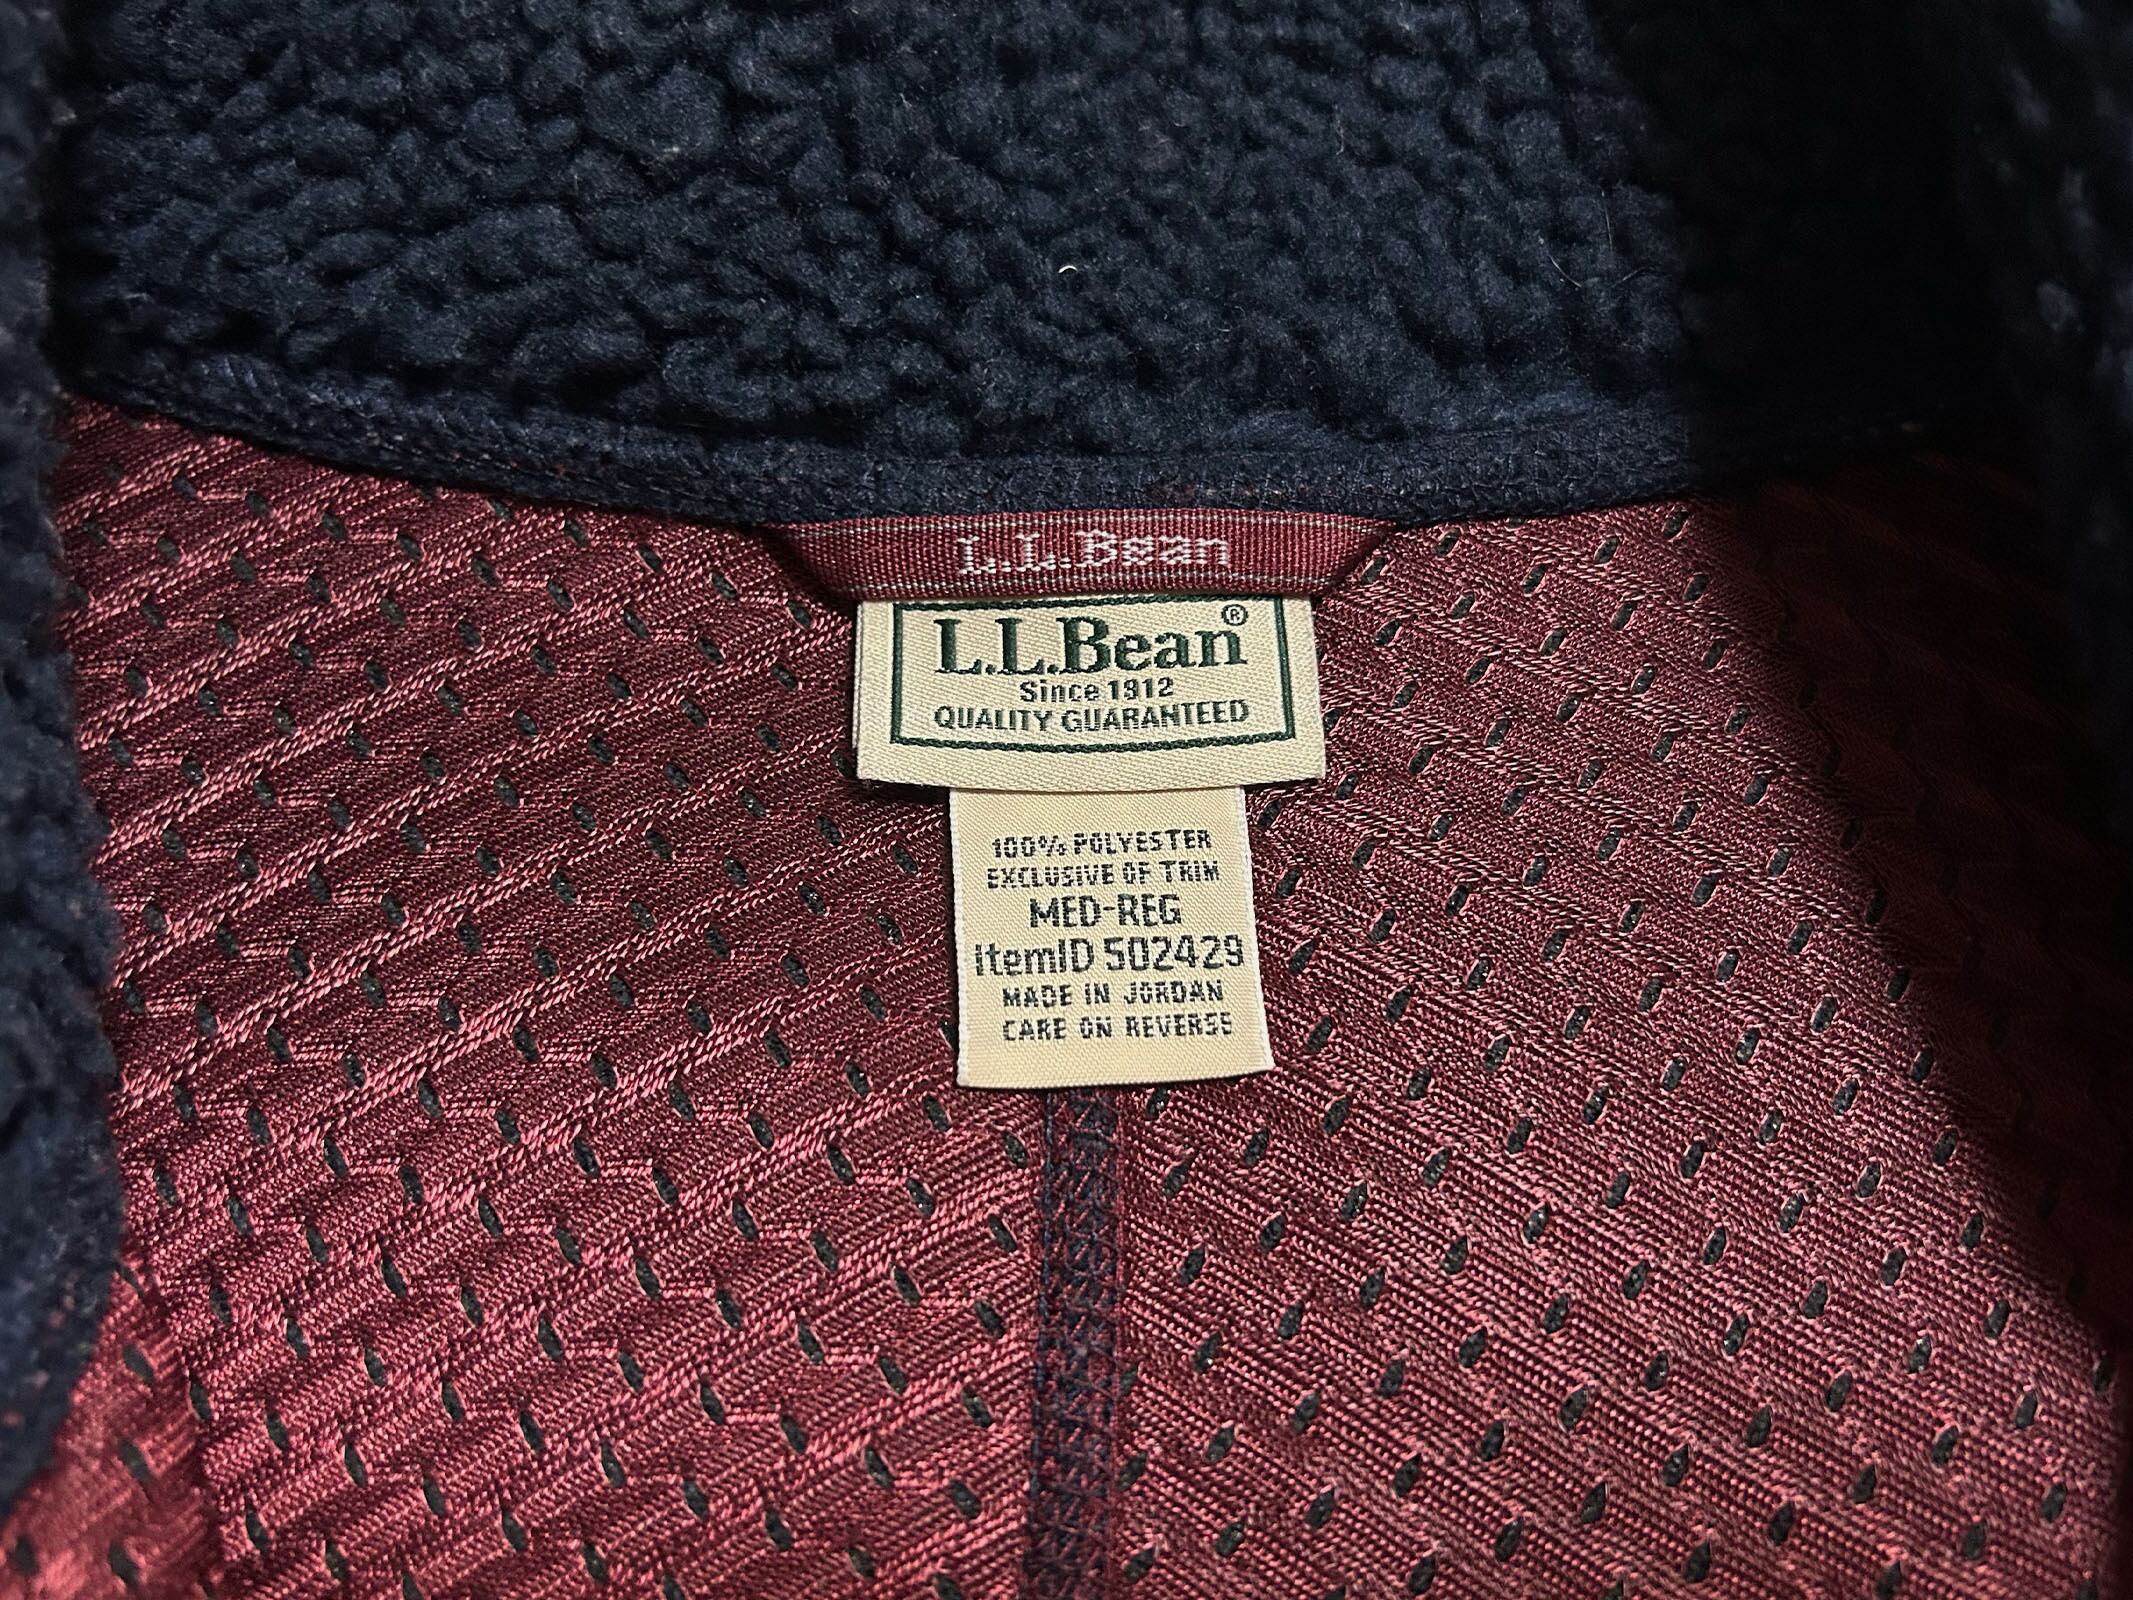 L.L.Bean
L.L.Bean®
Since 1912
QUALITY GUARANTEED
100% POLYESTER
EXCLUSIVE OF TRIM
MED-REG
ItemID 502429
MADE IN JORDAN
CARE ON REVERSE